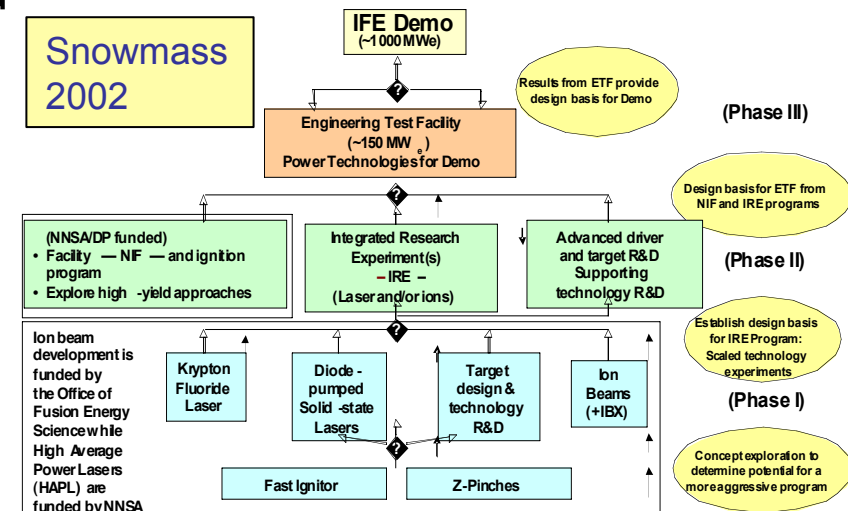 Snowmass
2002
IFE Demo
(~1000 MWe)
?
Results from ETF provide
design basis for Demo
Engineering Test Facility
(~150 MWe)
Power Technologies for Demo
(Phase III)
?
Design basis for ETF from
NIF and IRE programs
(NNSA/DP funded)
• Facility — NIF — and ignition
program
• Explore high -yield approaches
Integrated Research
Experiment(s)
– IRE –
(Laser and/or ions)
Advanced driver
and target R&D
Supporting
technology R&D
(Phase II)
?
Establish design basis
for IRE Program:
Scaled technology
experiments
Ion beam
development is
funded by
the Office of
Fusion Energy
Science while
High Average
Power Lasers
(HAPL) are
funded by NNSA
Krypton
Fluoride
Laser
Diode -
pumped
Solid -state
Lasers
Target
design &
technology
R&D
Ion
Beams
(+IBX)
(Phase I)
?
Concept exploration to
determine potential for a
more aggressive program
Fast Ignitor
Z-Pinches